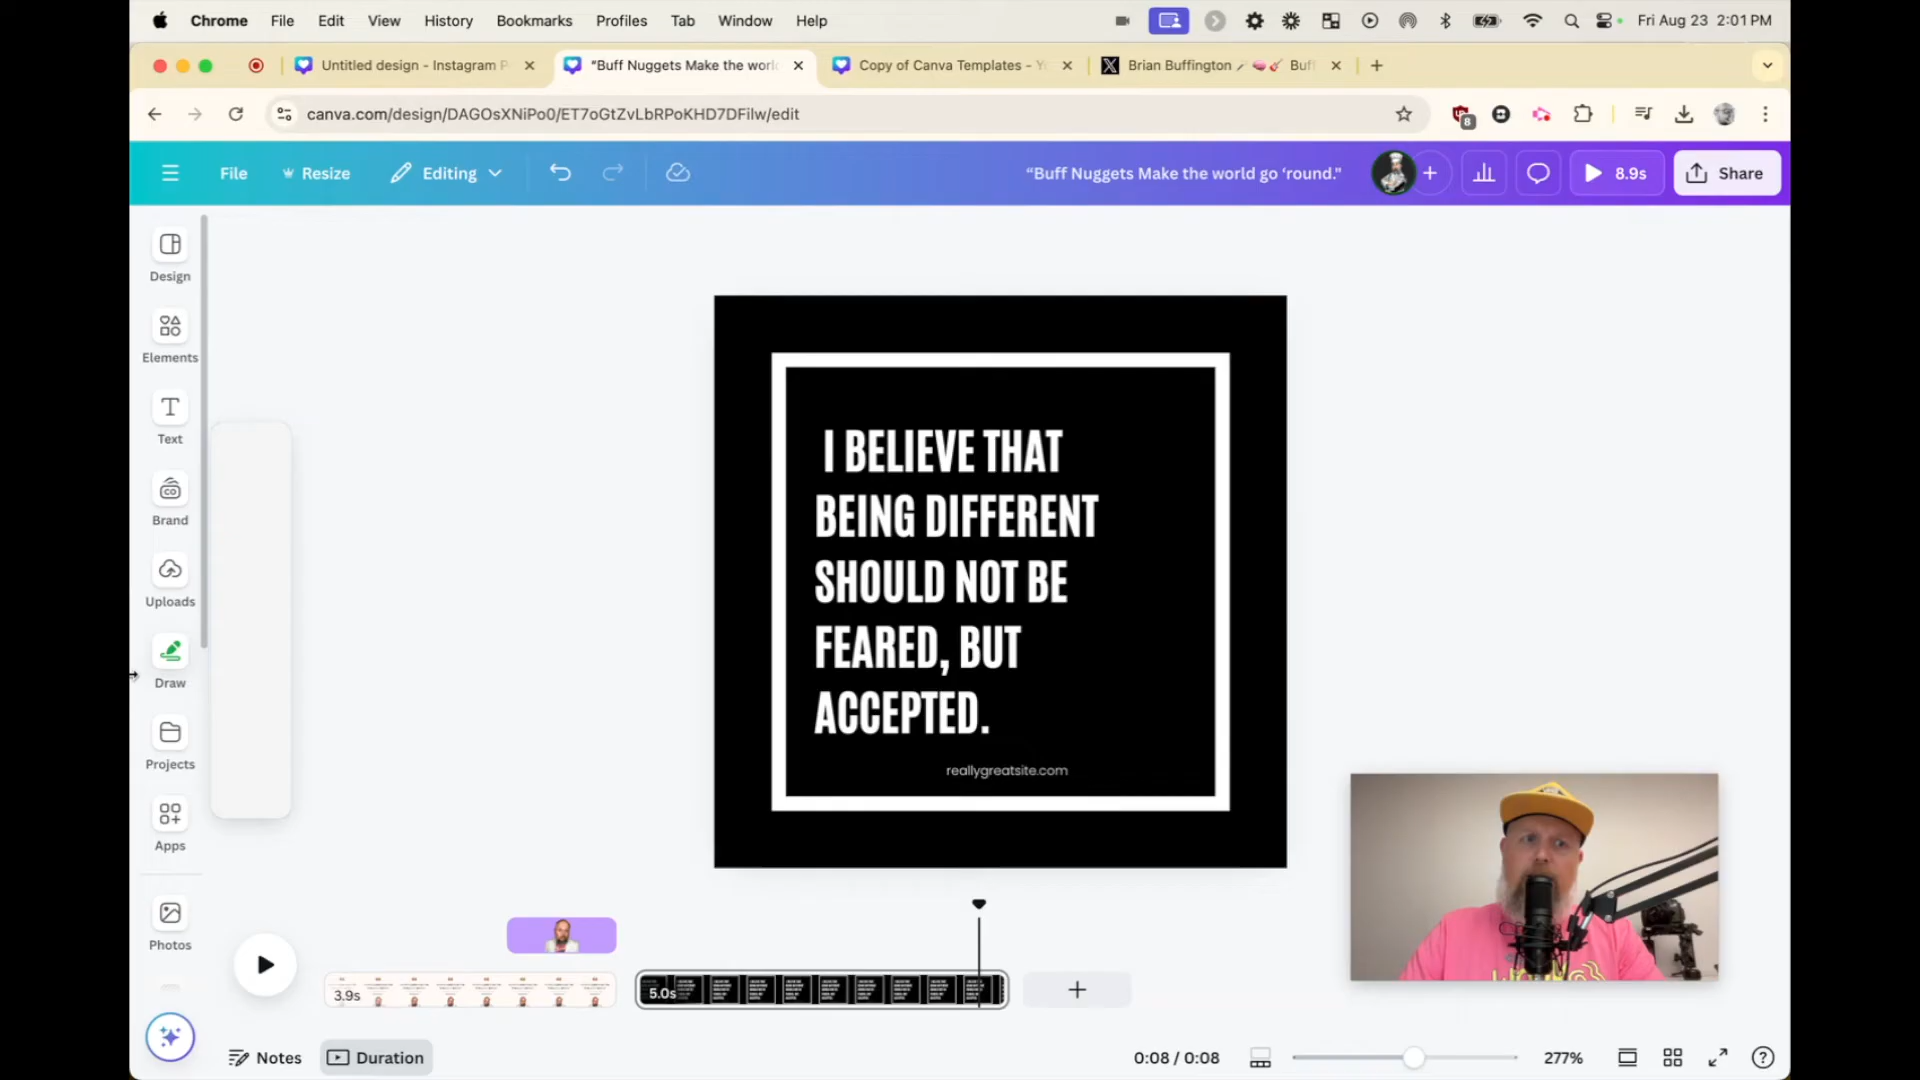 Chrome File Edit View History Bookmarks Profiles Tab Window Help Fri Aug 23 2:01 PM
Untitled design - Instagram P
“Buff Nuggets Make the worl
Copy of Canva Templates - Y
Brian Buffington
Buf
canva.com/design/DAGOsXNiPo0/ET7oGtZvLbRPoKHD7DFilw/edit
8
File Resize Editing “Buff Nuggets Make the world go ‘round.” 8.9s Share
Design
Elements
Text
Brand
Uploads
Draw
Projects
Apps
Photos
I BELIEVE THAT
BEING DIFFERENT
SHOULD NOT BE
FEARED, BUT
ACCEPTED.
reallygreatsite.com
3.9s
5.0s
Notes Duration 0:08 / 0:08 277%